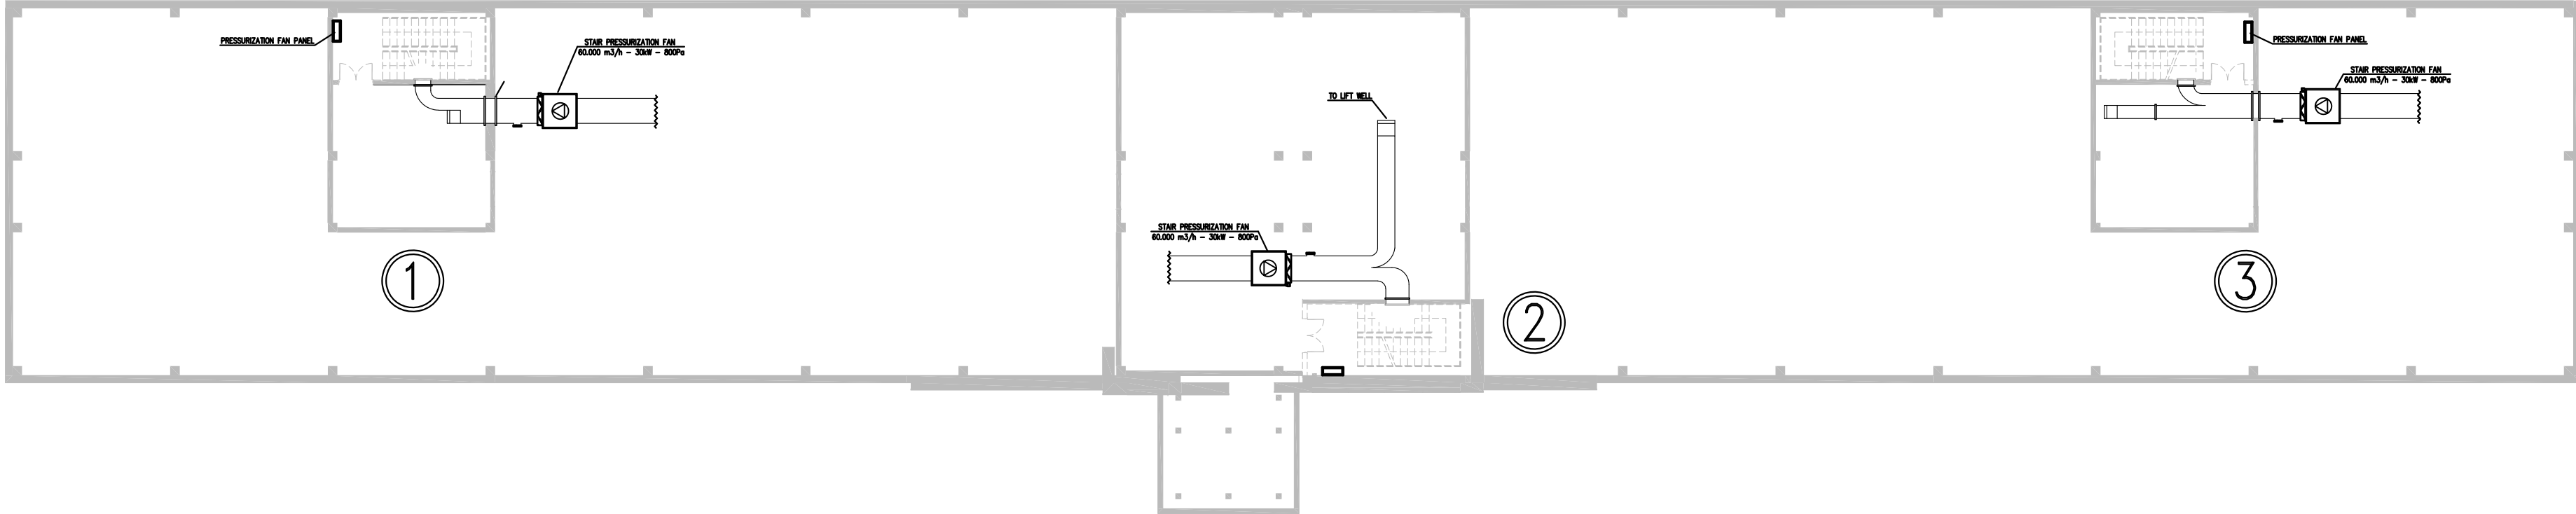 PRESSURIZATION FAN PANEL
STAIR PRESSURIZATION FAN
60.000 m3/h - 30kW - 800Pa
1
TO LIFT WELL
STAIR PRESSURIZATION FAN
60.000 m3/h - 30kW - 800Pa
2
PRESSURIZATION FAN PANEL
STAIR PRESSURIZATION FAN
60.000 m3/h - 30kW - 800Pa
3